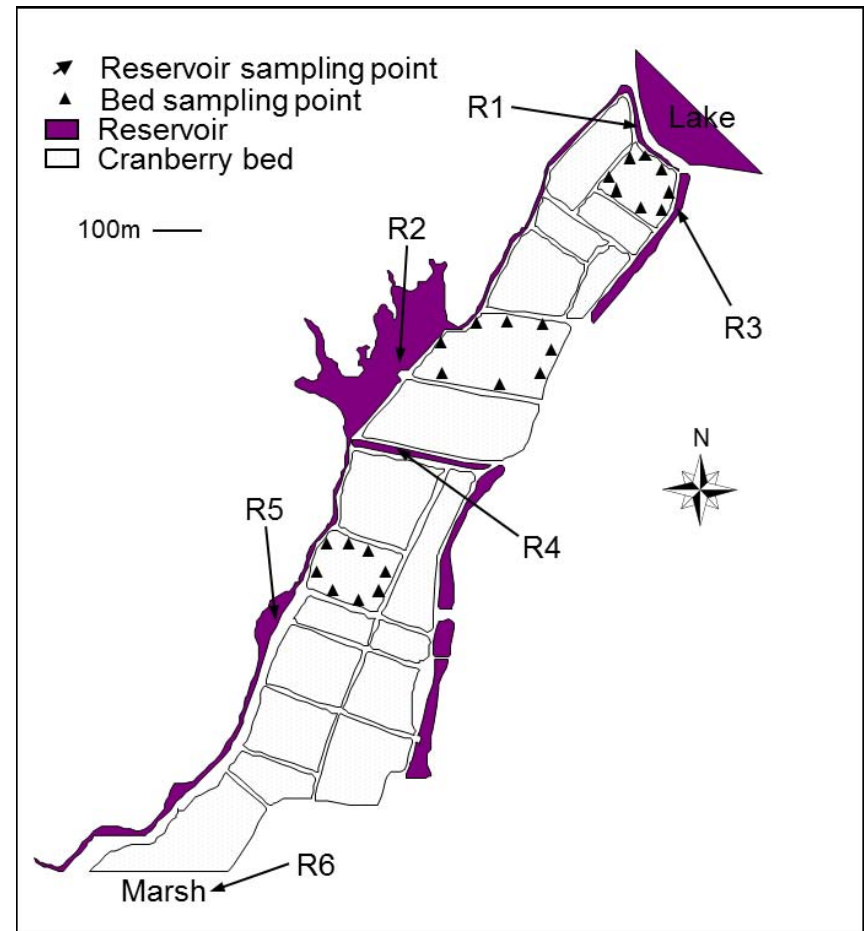 Reservoir sampling point
Bed sampling point
Reservoir
Cranberry bed
Lake
R1
100m
R2
R3
N
R5
R4
R6
Marsh